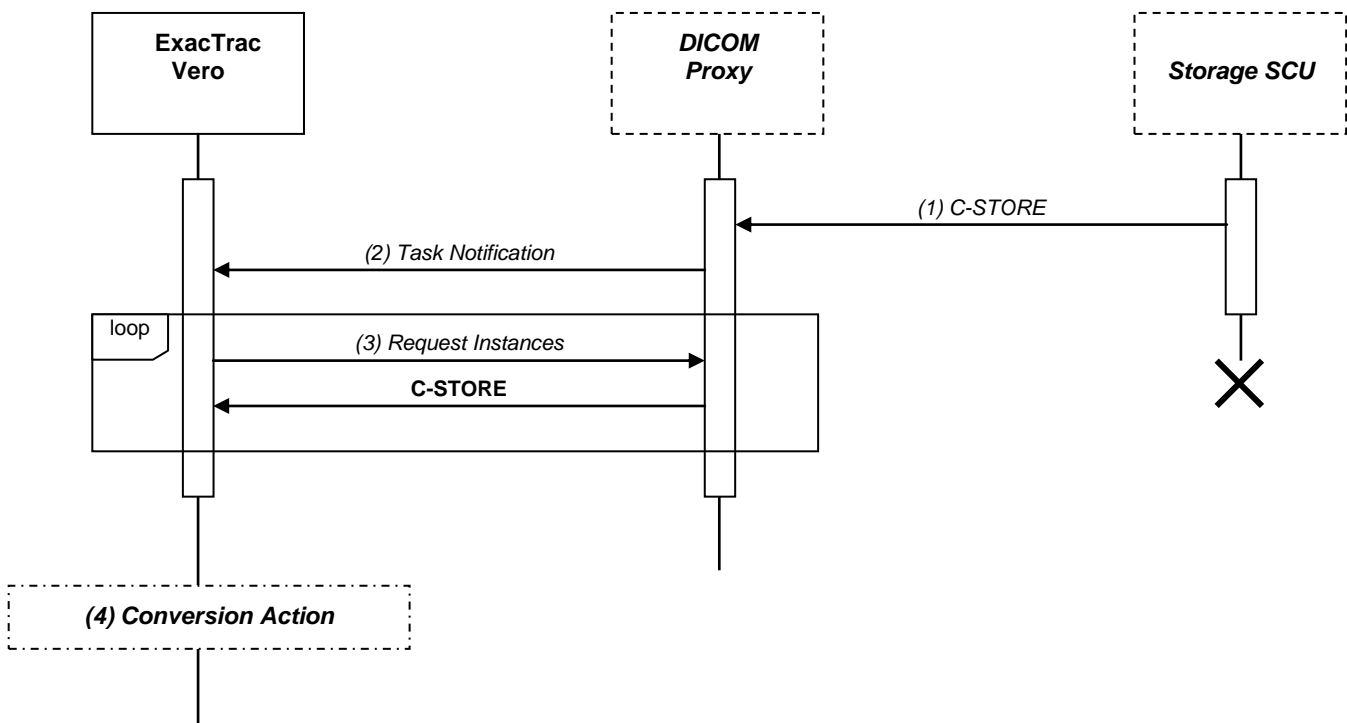 ExacTrac
Vero
DICOM
Proxy
Storage SCU
(1) C-STORE
(2) Task Notification
loop
(3) Request Instances
C-STORE
(4) Conversion Action